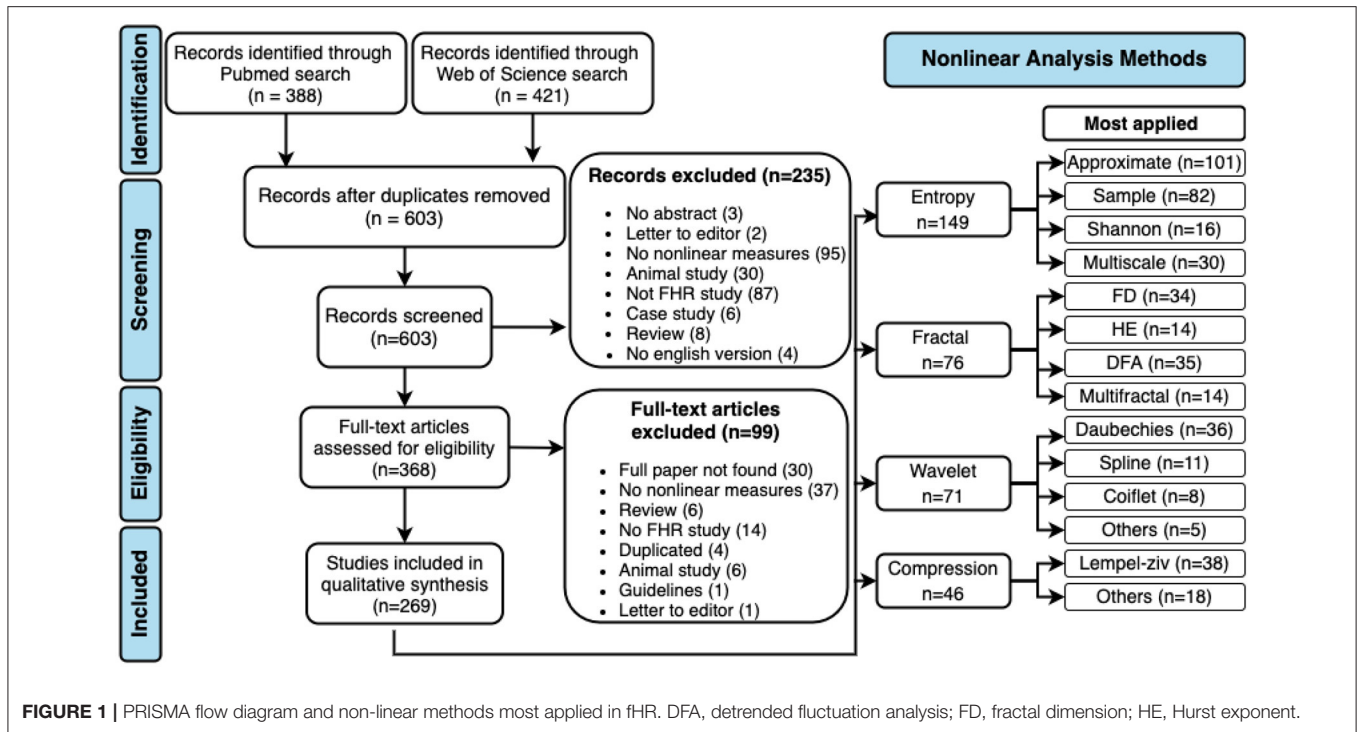 Identification
Screening
Eligibility
Included
Records identified through
Pubmed search
(n = 388)
Records identified through
Web of Science search
(n = 421)
Records after duplicates removed
(n = 603)
Records screened
(n=603)
Full-text articles
assessed for eligibility
(n=368)
Studies included in
qualitative synthesis
(n=269)
Records excluded (n=235)
• No abstract (3)
• Letter to editor (2)
• No nonlinear measures (95)
• Animal study (30)
• Not FHR study (87)
• Case study (6)
• Review (8)
• No english version (4)
Full-text articles
excluded (n=99)
• Full paper not found (30)
• No nonlinear measures (37)
• Review (6)
• No FHR study (14)
• Duplicated (4)
• Animal study (6)
• Guidelines (1)
• Letter to editor (1)
Nonlinear Analysis Methods
Most applied
Entropy
n=149
Approximate (n=101)
Sample (n=82)
Shannon (n=16)
Multiscale (n=30)
Fractal
n=76
FD (n=34)
HE (n=14)
DFA (n=35)
Multifractal (n=14)
Wavelet
n=71
Daubechies (n=36)
Spline (n=11)
Coiflet (n=8)
Others (n=5)
Compression
n=46
Lempel-ziv (n=38)
Others (n=18)
FIGURE 1 | PRISMA flow diagram and non-linear methods most applied in fHR. DFA, detrended fluctuation analysis; FD, fractal dimension; HE, Hurst exponent.